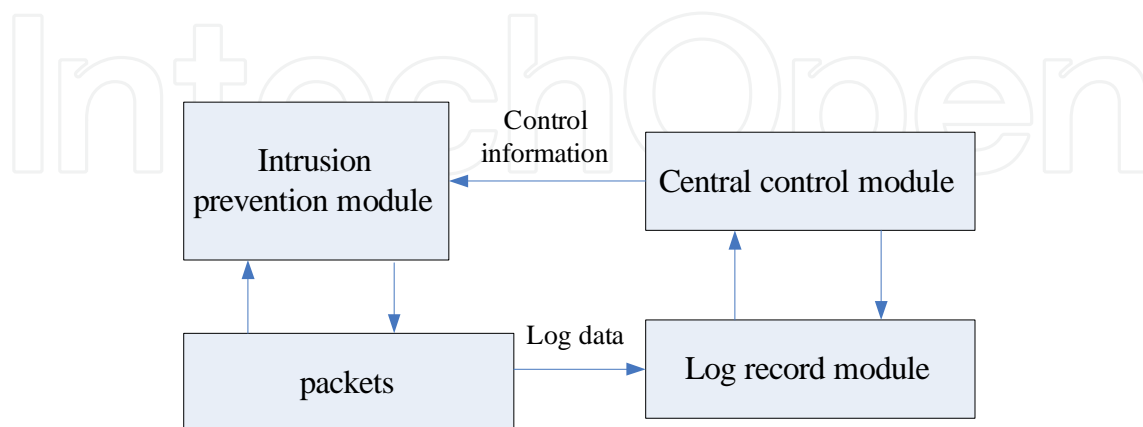 IntechOpen
Control
information
Intrusion
prevention module
Central control module
Log data
packets
Log record module